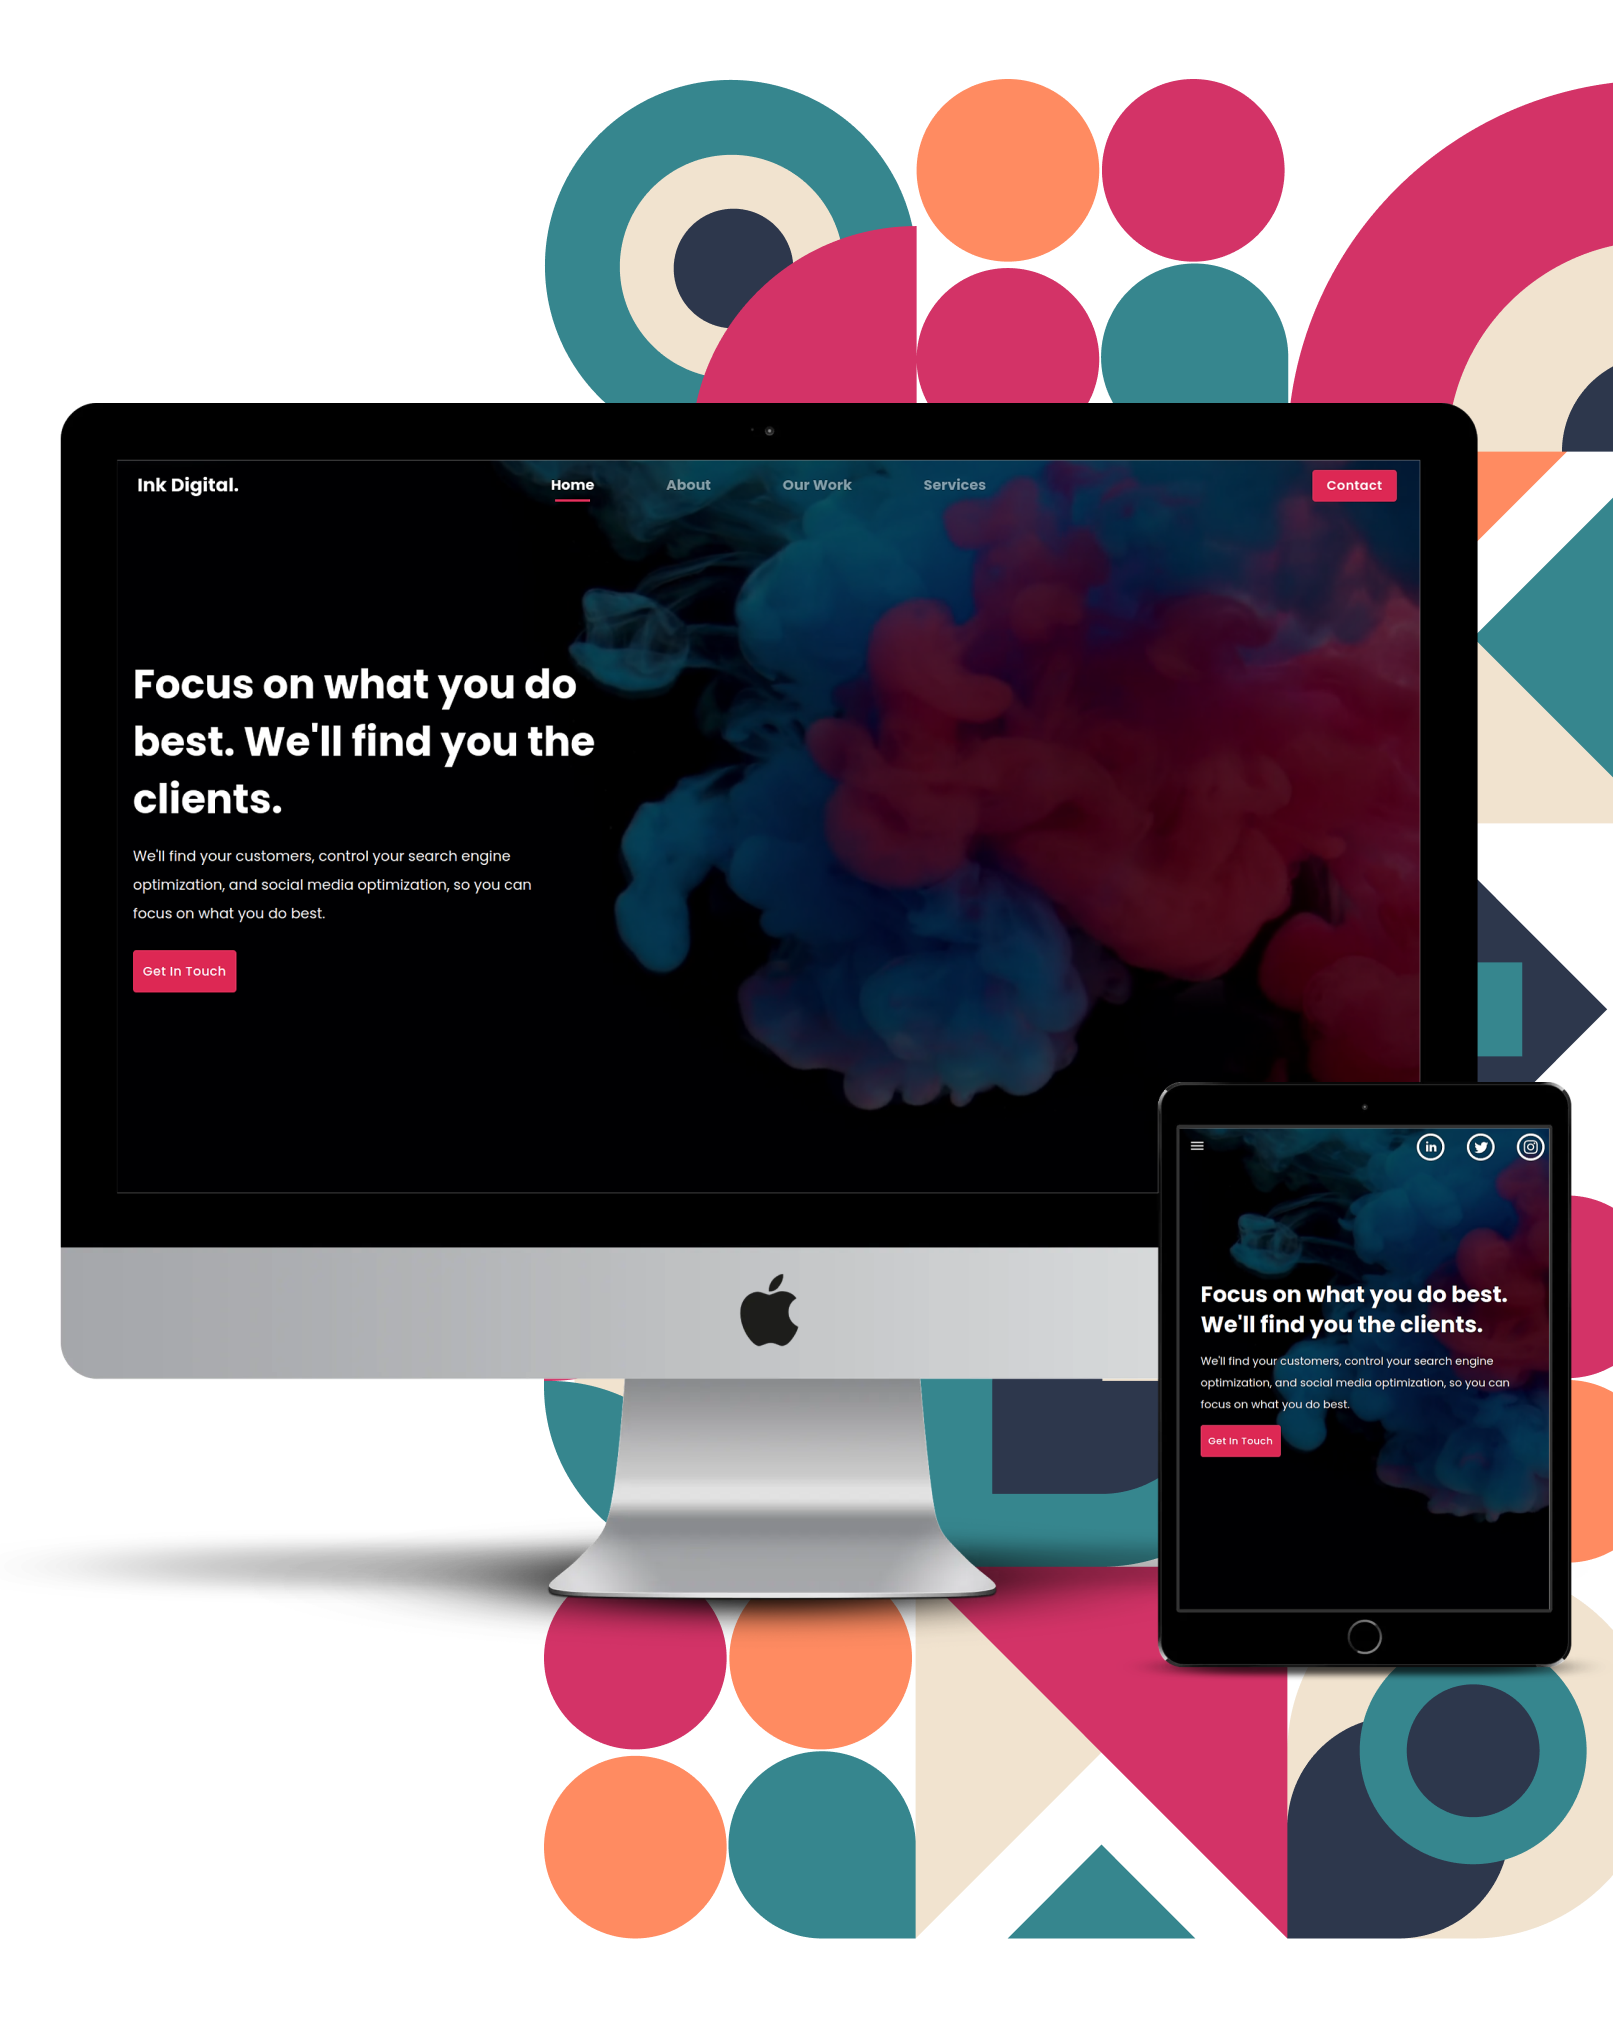 Ink Digital.
Home About Our Work Services Contact
Focus on what you do
best. We'll find you the
clients.
We'll find your customers, control your search engine
optimization, and social media optimization, so you can
focus on what you do best.
Get In Touch
in
Focus on what you do best.
We'll find you the clients.
We'll find your customers, control your search engine
optimization, and social media optimization, so you can
focus on what you do best.
Get In Touch